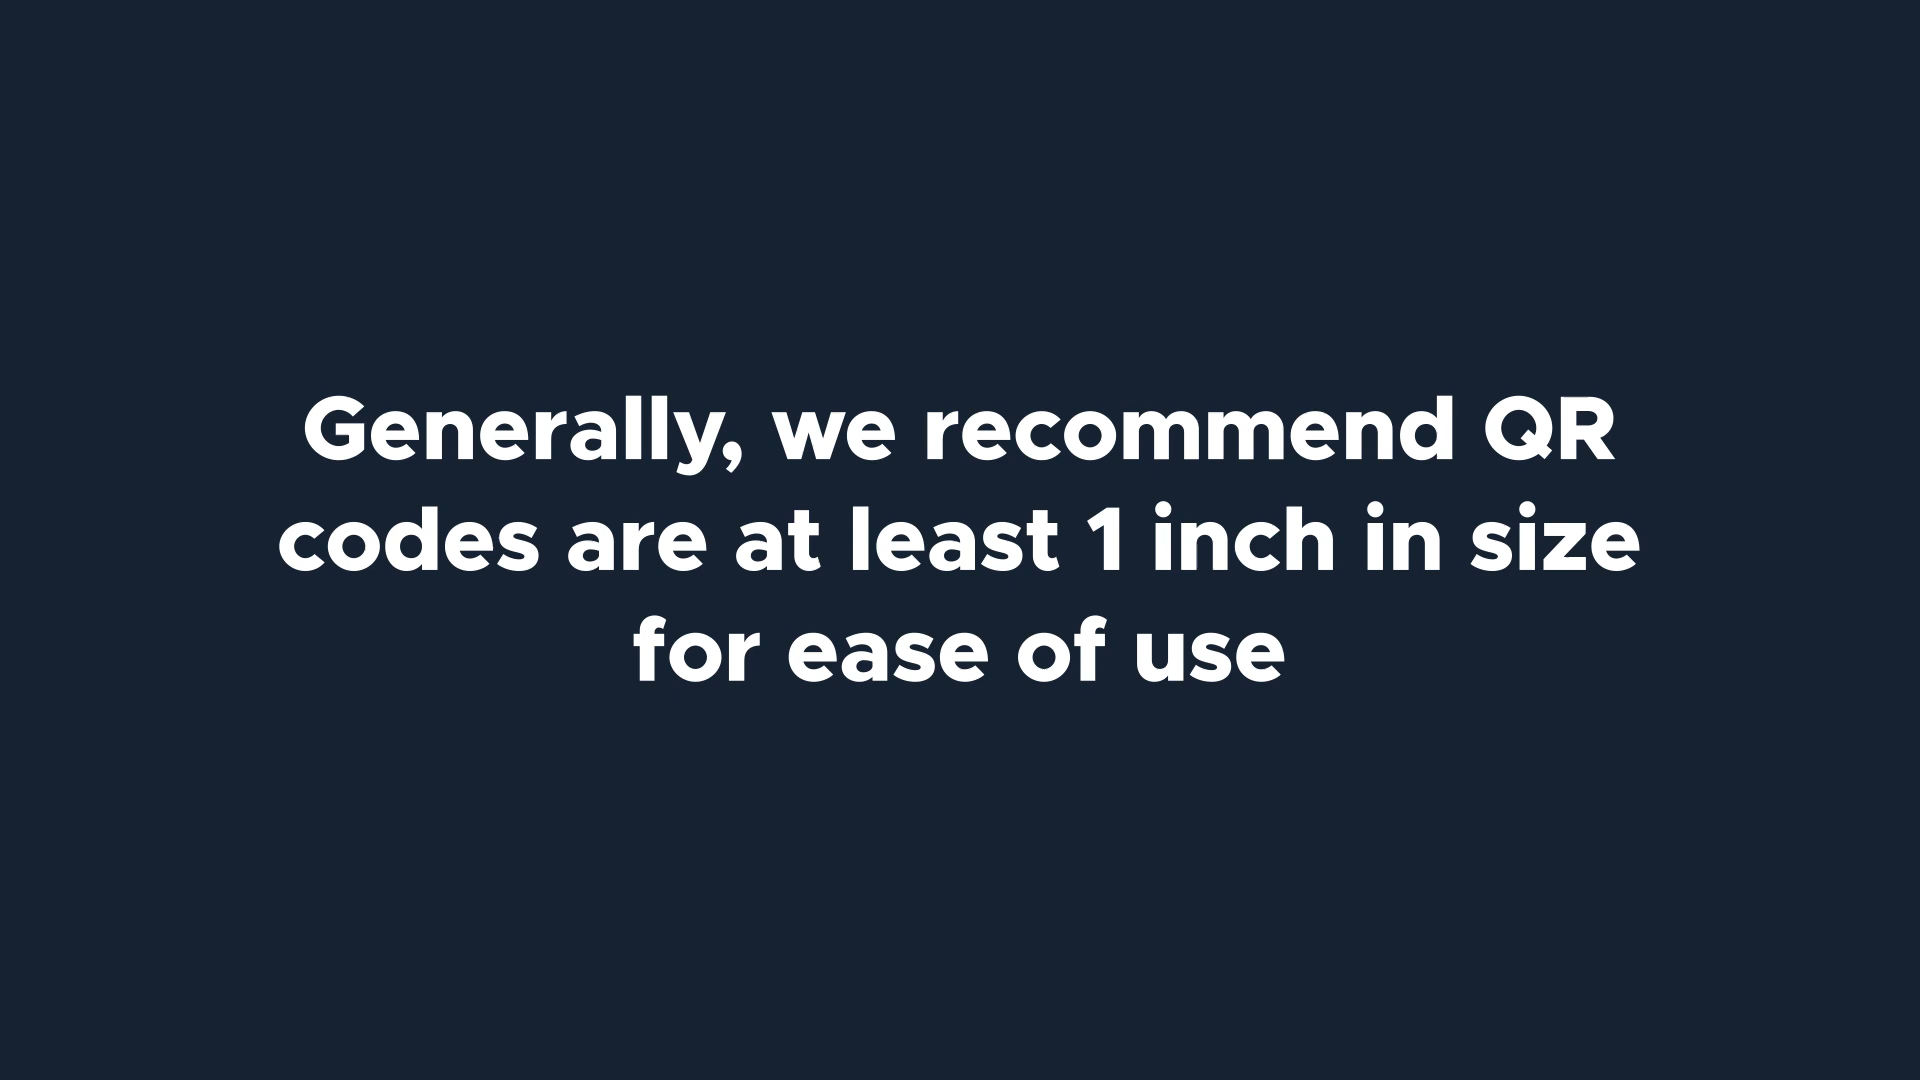 Generally, we recommend QR
codes are at least 1 inch in size
for ease of use